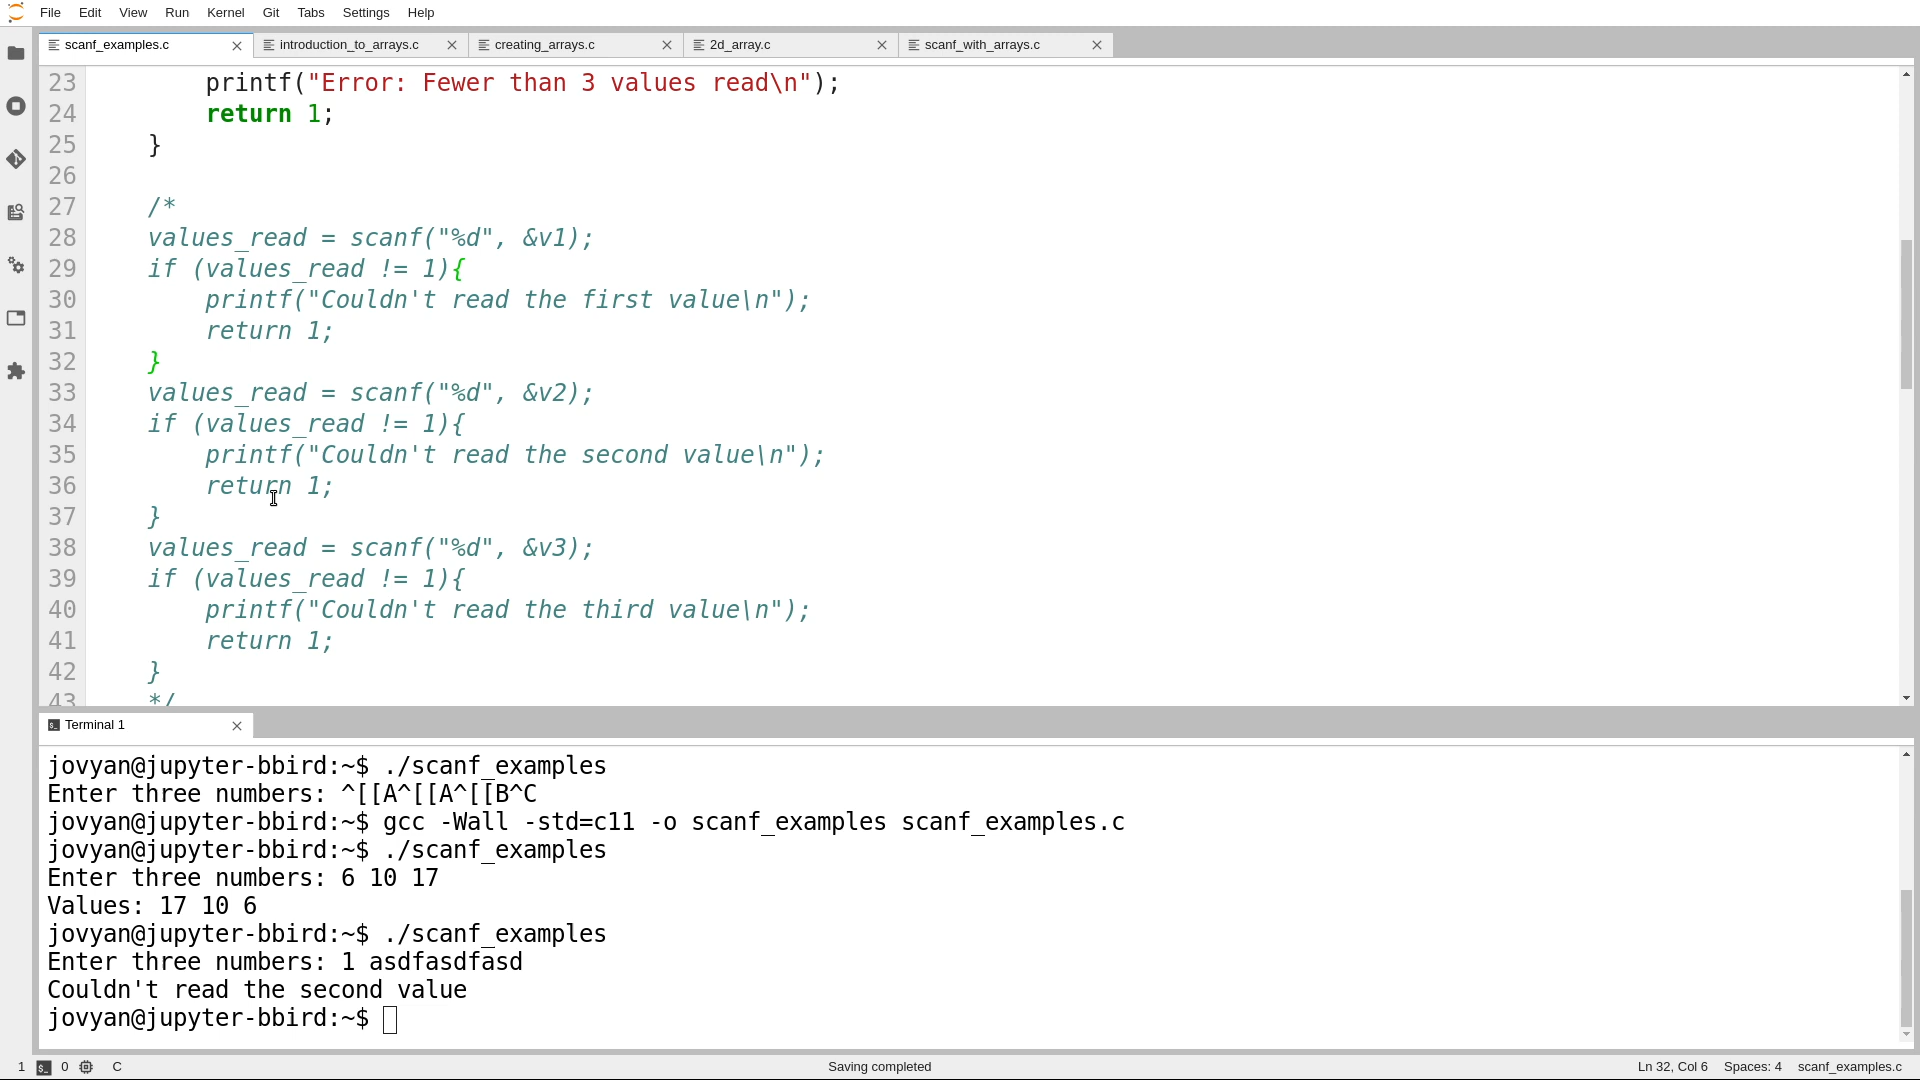 File Edit View Run Kernel Git Tabs Settings Help
scanf_examples.c introduction_to_arrays.c creating_arrays.c 2d_array.c scanf_with_arrays.c
23 printf("Error: Fewer than 3 values read\n");
24 return 1;
25 }
26
27 /*
28 values_read = scanf("%d", &v1);
29 if (values_read != 1){
30 printf("Couldn't read the first value\n");
31 return 1;
32 }
33 values_read = scanf("%d", &v2);
34 if (values_read != 1){
35 printf("Couldn't read the second value\n");
36 return 1;
37 }
38 values_read = scanf("%d", &v3);
39 if (values_read != 1){
40 printf("Couldn't read the third value\n");
41 return 1;
42 }
43 */
Terminal 1
jovyan@jupyter-bbird:~$ ./scanf_examples
Enter three numbers: ^[[A^[[A^[[B^C
jovyan@jupyter-bbird:~$ gcc -Wall -std=c11 -o scanf_examples scanf_examples.c
jovyan@jupyter-bbird:~$ ./scanf_examples
Enter three numbers: 6 10 17
Values: 17 10 6
jovyan@jupyter-bbird:~$ ./scanf_examples
Enter three numbers: 1 asdfasdfasd
Couldn't read the second value
jovyan@jupyter-bbird:~$
1 0 C Saving completed Ln 32, Col 6 Spaces: 4 scanf_examples.c